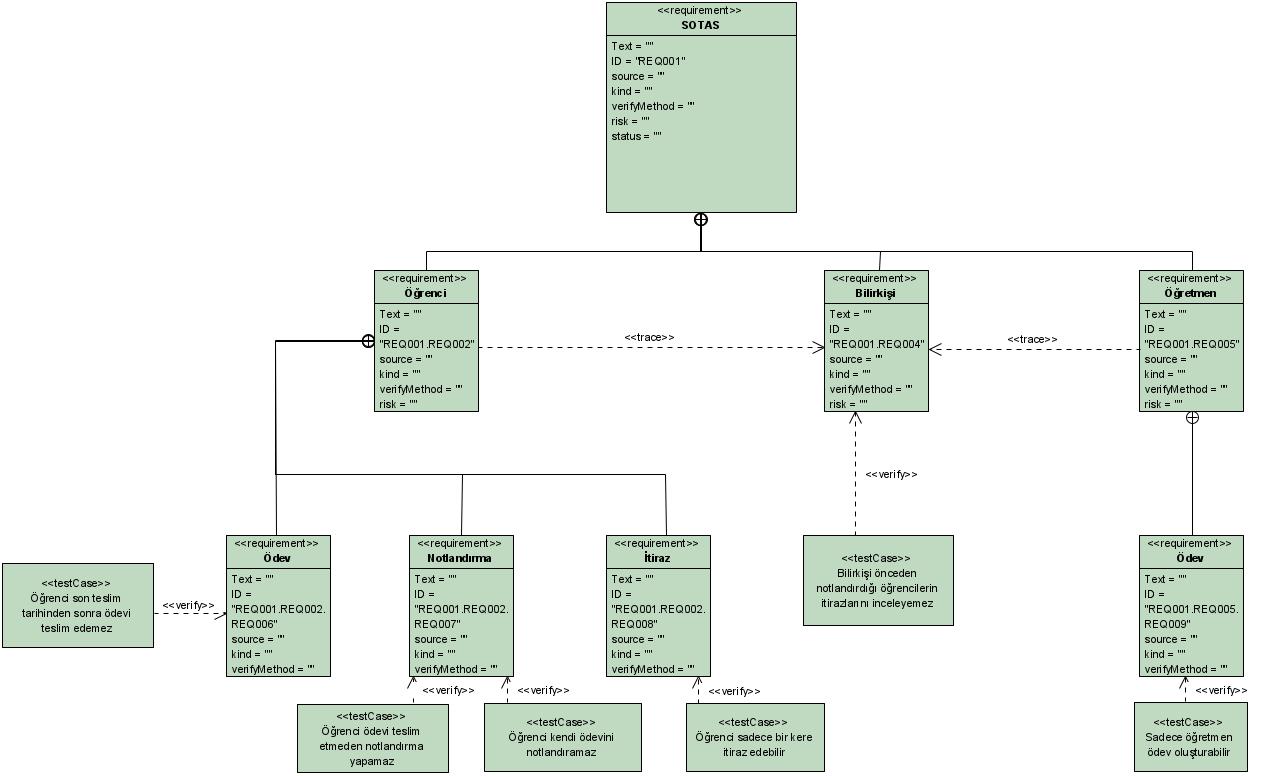 <<requirement>>
SOTAS
Text = ""
ID = "REQ001"
source = ""
kind = ""
verifyMethod = ""
risk = ""
status = ""
<<requirement>>
Öğrenci
Text = ""
ID =
"REQ001.REQ002"
source = ""
kind = ""
verifyMethod = ""
risk = ""
<<trace>>
<<requirement>>
Bilirkişi
Text = ""
ID =
"REQ001.REQ004"
source = ""
kind = ""
verifyMethod = ""
risk = ""
<<trace>>
<<requirement>>
Öğretmen
Text = ""
ID =
"REQ001.REQ005"
source = ""
kind = ""
verifyMethod = ""
risk = ""
<<verify>>
<<testCase>>
Öğrenci son teslim
tarihinden sonra ödevi
teslim edemez
<<verify>>
<<requirement>>
Ödev
Text = ""
ID =
"REQ001.REQ002.
REQ006"
source = ""
kind = ""
verifyMethod = ""
<<requirement>>
Notlandırma
Text = ""
ID =
"REQ001.REQ002.
REQ007"
source = ""
kind = ""
verifyMethod = ""
<<requirement>>
İtiraz
Text = ""
ID =
"REQ001.REQ002.
REQ008"
source = ""
kind = ""
verifyMethod = ""
<<testCase>>
Bilirkişi önceden
notlandırdığı öğrencilerin
itirazlarını inceleyemez
<<requirement>>
Ödev
Text = ""
ID =
"REQ001.REQ005.
REQ009"
source = ""
kind = ""
verifyMethod = ""
<<verify>>
<<verify>>
<<verify>>
<<verify>>
<<testCase>>
Öğrenci ödevi teslim
etmeden notlandırma
yapamaz
<<testCase>>
Öğrenci kendi ödevini
notlandıramaz
<<testCase>>
Öğrenci sadece bir kere
itiraz edebilir
<<testCase>>
Sadece öğretmen
ödev oluşturabilir